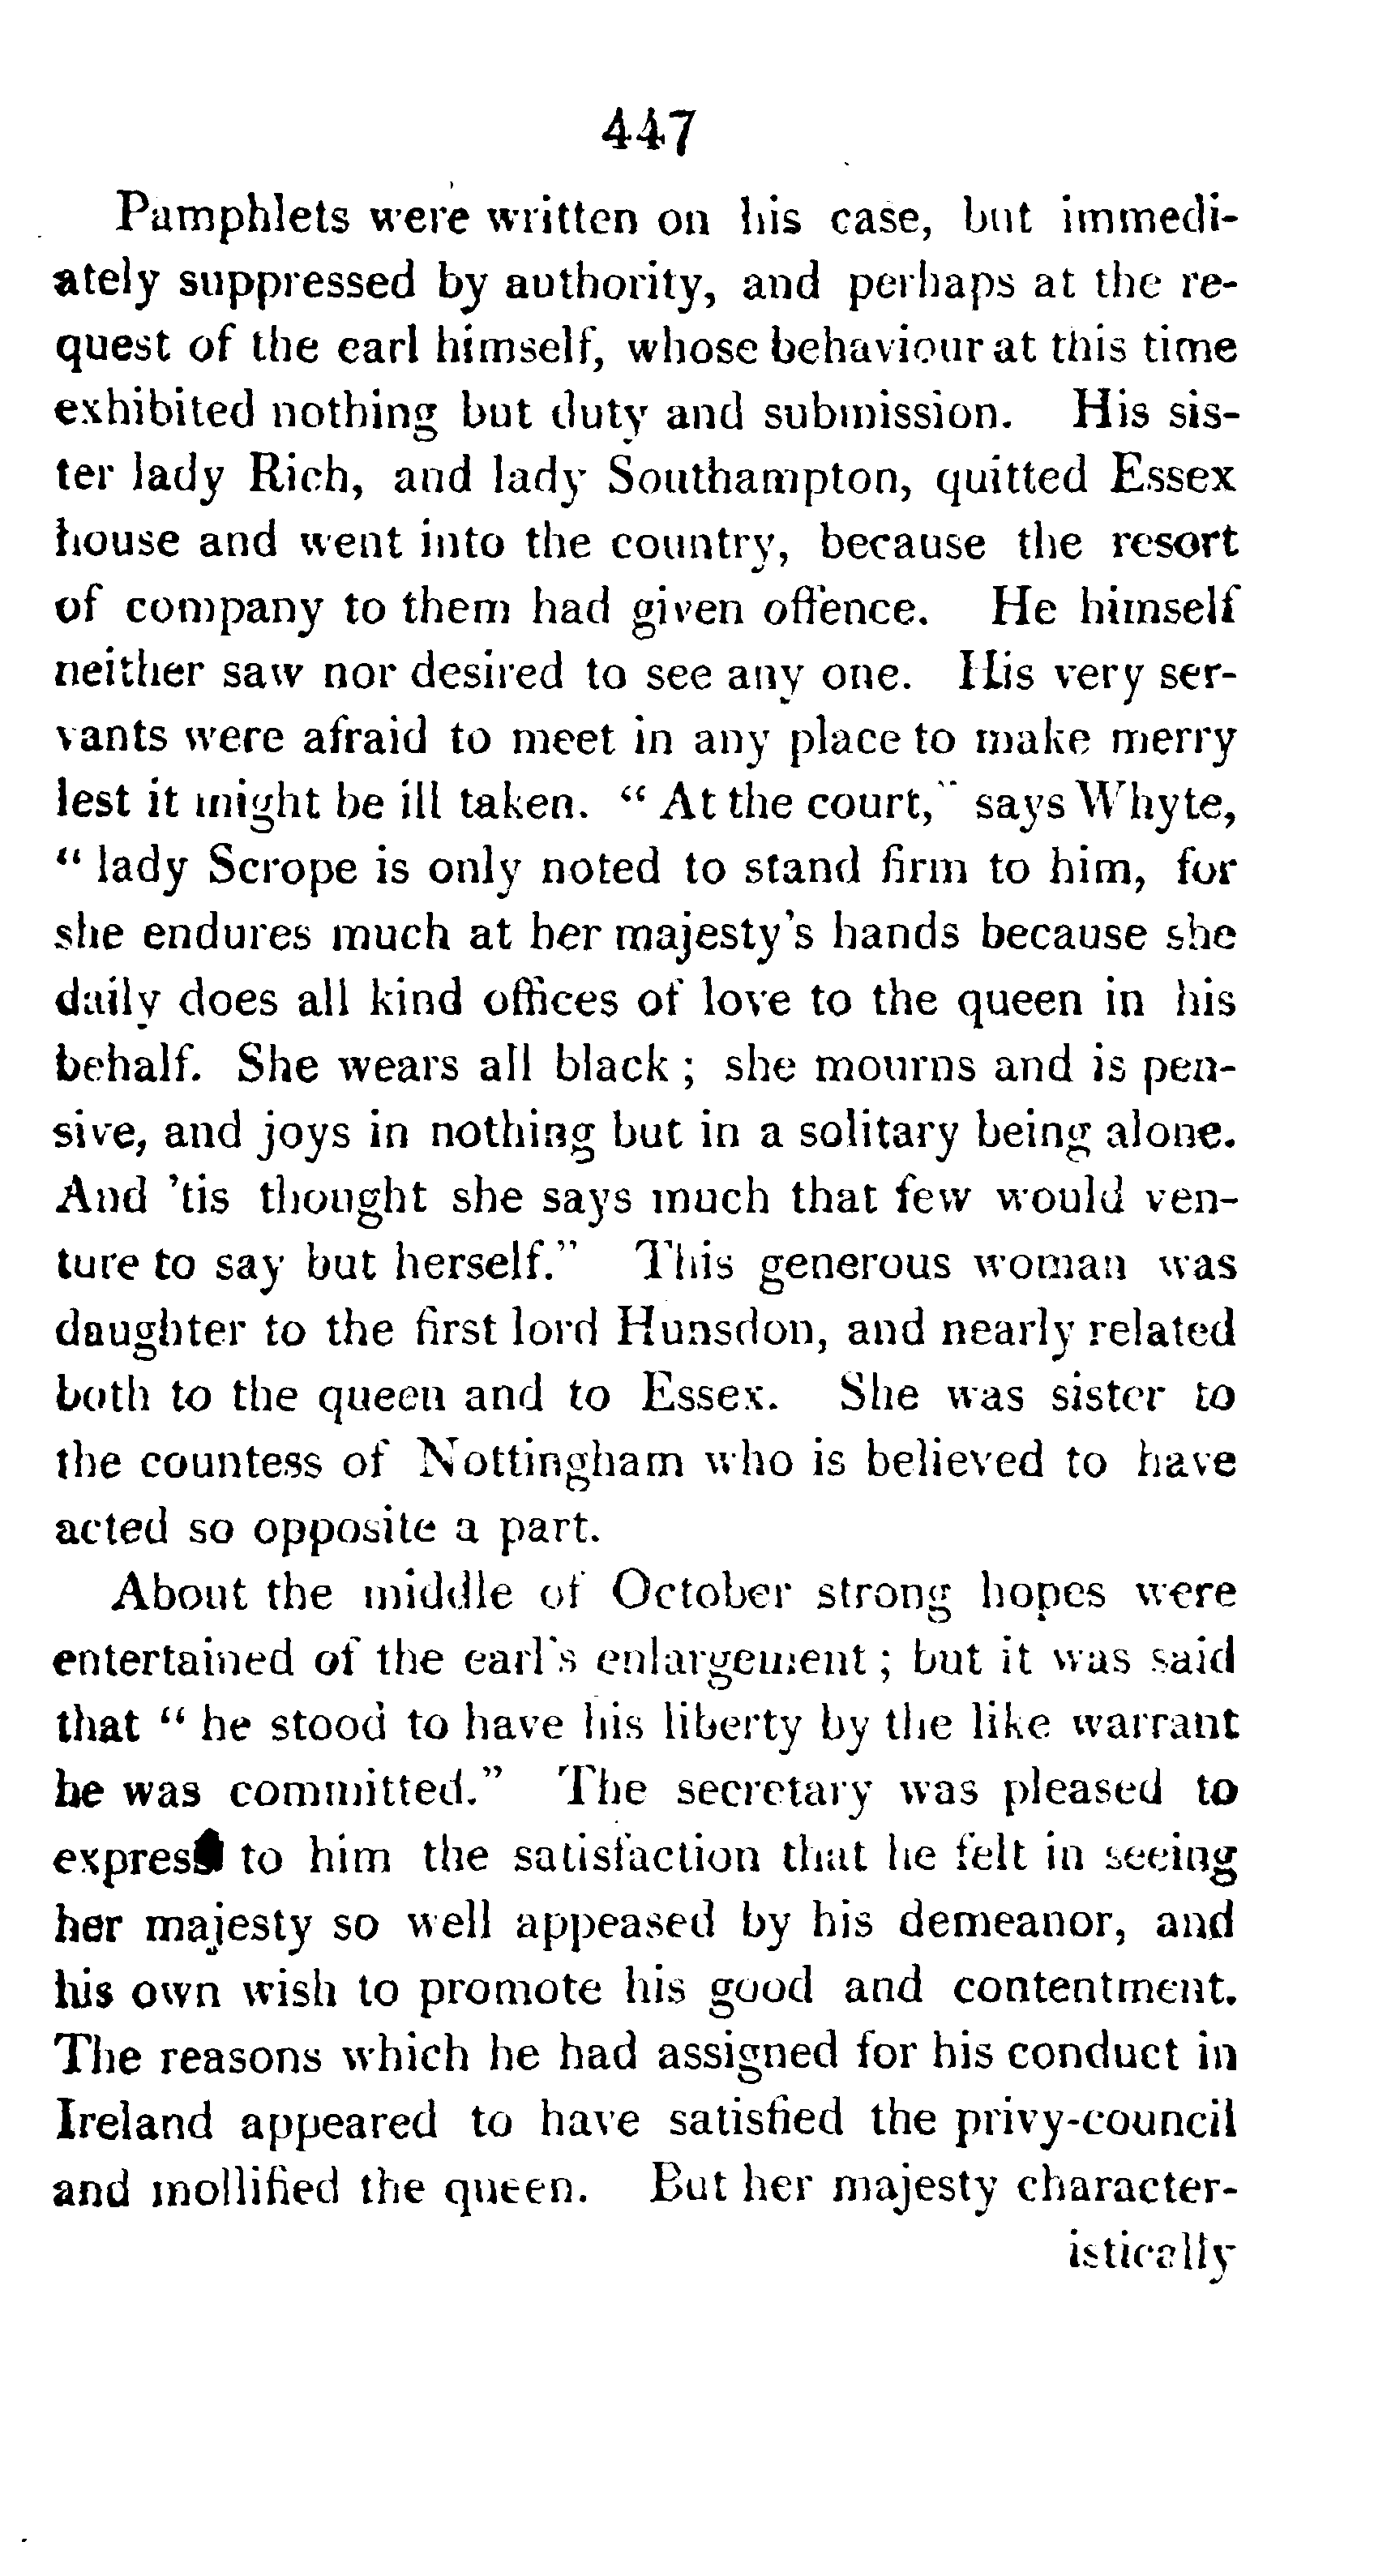 447
Pamphlets were written on his case, but immedi-
ately suppressed by authority, and perhaps at the re-
quest of the earl himself, whose behaviour at this time
exhibited nothing but duty and submission. His sis-
ter lady Rich, and lady Southampton, quitted Essex
house and went into the country, because the resort
of company to them had given offence. He himself
neither saw nor desired to see any one. His very ser-
vants were afraid to meet in any place to make merry
lest it might be ill taken. “ At the court,” says Whyte,
“ lady Scrope is only noted to stand firm to him, for
she endures much at her majesty's hands because she
daily does all kind offices of love to the queen in his
behalf. She wears all black ; she mourns and is pen-
sive, and joys in nothing but in a solitary being alone.
And 'tis thought she says much that few would ven-
ture to say but herself.” This generous woman was
daughter to the first lord Hunsdon, and nearly related
both to the queen and to Essex. She was sister to
the countess of Nottingham who is believed to have
acted so opposite a part.
About the middle of October strong hopes were
entertained of the earl's enlargement ; but it was said
that “ he stood to have his liberty by the like warrant
he was committed.” The secretary was pleased to
express to him the satisfaction that he felt in seeing
her majesty so well appeased by his demeanor, and
his own wish to promote his good and contentment.
The reasons which he had assigned for his conduct in
Ireland appeared to have satisfied the privy-council
and mollified the queen. But her majesty character-
istically